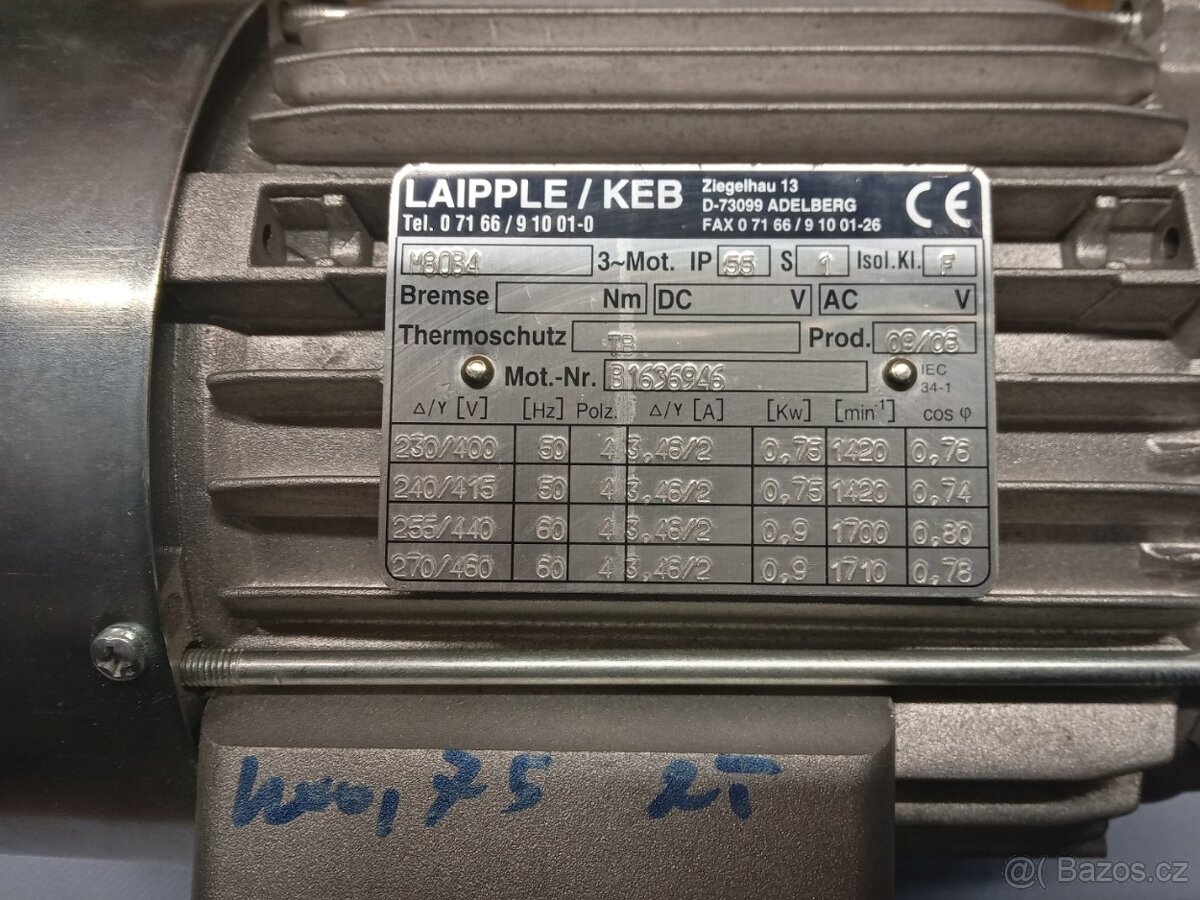 LAIPPLE / KEB
Ziegelhau 13
D-73099 ADELBERG
Tel. 0 71 66 / 9 10 01-0
FAX 0 71 66 / 9 10 01-26
CE
M80B4 3~Mot. IP 55 S 1 Isol.Kl. F
Bremse Nm DC V AC V
Thermoschutz TB Prod. 09/06
Mot.-Nr. B1636946 IEC 34-1
Δ/Y [V] [Hz] Polz. Δ/Y [A] [Kw] [min⁻¹] cos φ
230/400 50 4 3,46/2 0,75 1420 0,76
240/415 50 4 3,46/2 0,75 1420 0,74
255/440 60 4 3,46/2 0,9 1700 0,80
270/460 60 4 3,46/2 0,9 1710 0,78
,75
@( Bazos.cz